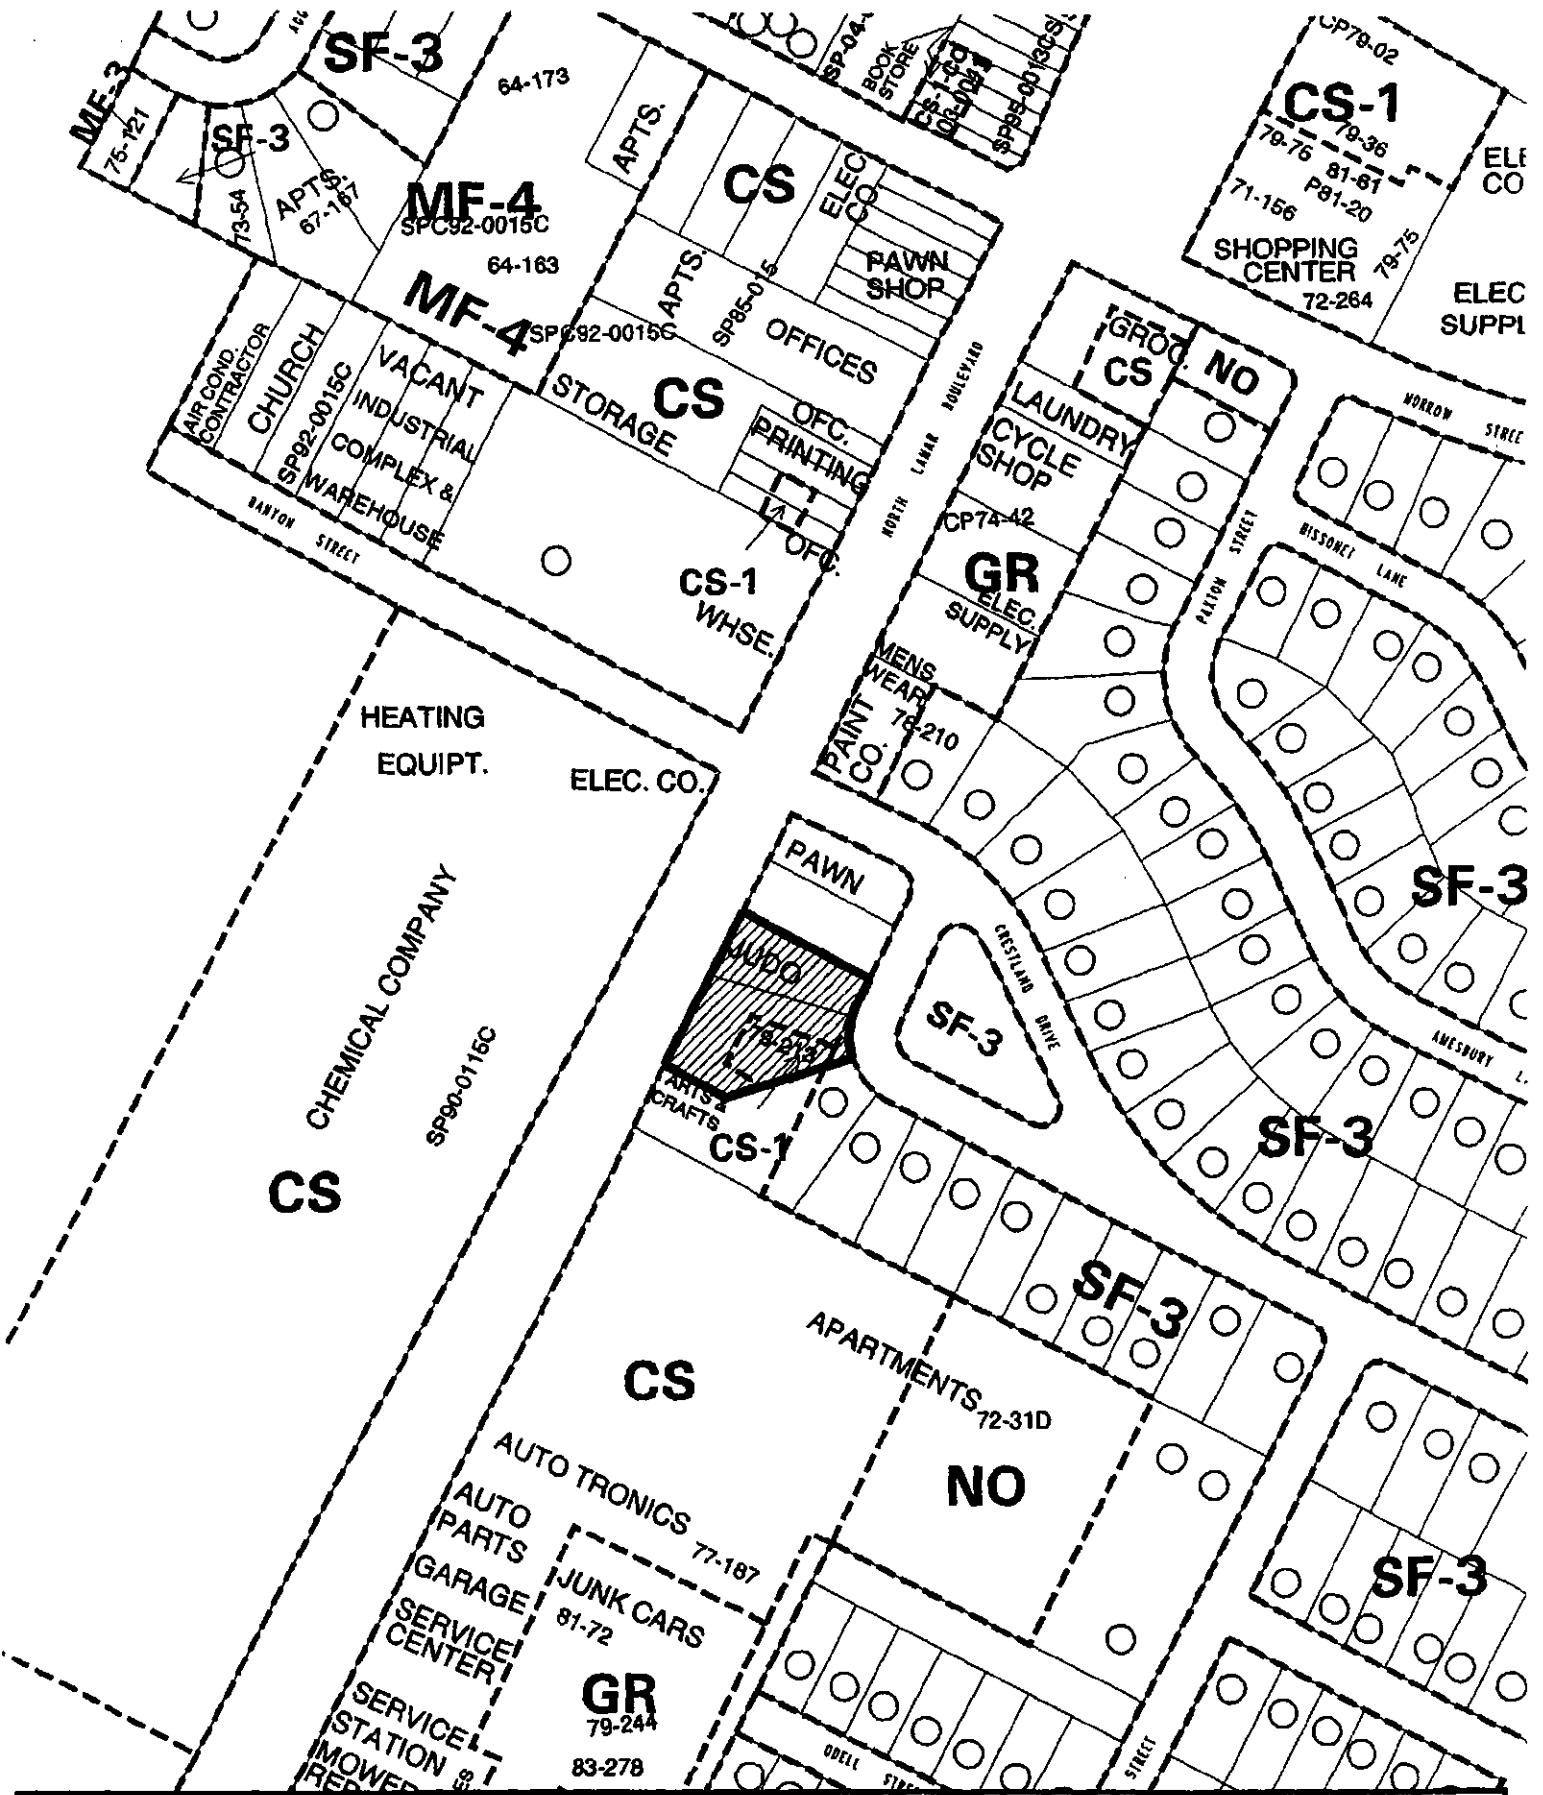 SF-3
64-173
MF-3
75-121
SF-3
73-54
APTS.
67-167
MF-4
SPC92-0015C
64-163
MF-4
SPC92-0015C
APTS.
CS
ELEC
CO
PAWN
SHOP
BOOK
STORE
CS-1-CO
SP95-0013CS
CP79-02
CS-1
79-36
79-76
81-61
P81-20
71-156
SHOPPING
CENTER
79-75
72-264
ELEC
SUPPL
APTS.
SP85-015
OFFICES
CS
STORAGE
OFC.
PRINTING
OFC.
CS-1
WHSE.
AIR COND.
CONTRACTOR
CHURCH
SP92-0015C
VACANT
INDUSTRIAL
COMPLEX &
WAREHOUSE
BANYON
STREET
NORTH LAMAR BOULEVARD
GROC.
CS
NO
LAUNDRY
CYCLE
SHOP
CP74-42
GR
ELEC.
SUPPLY
MENS
WEAR
78-210
PAINT
CO.
MORROW
STREE
PAXTON STREET
BISSONET
LANE
HEATING
EQUIPT.
ELEC. CO.
PAWN
JUDO
ARTS &
CRAFTS
CS-1
SF-3
CRESTLAND
DRIVE
SF-3
AMESBURY
L.
SF-3
CHEMICAL COMPANY
SP90-0115C
CS
SF-3
CS
APARTMENTS
72-31D
NO
AUTO TRONICS
77-187
AUTO
PARTS
GARAGE
SERVICE
CENTER
JUNK CARS
81-72
GR
79-244
83-278
SERVICE
STATION
MOWER
SF-3
ODELL
STREET